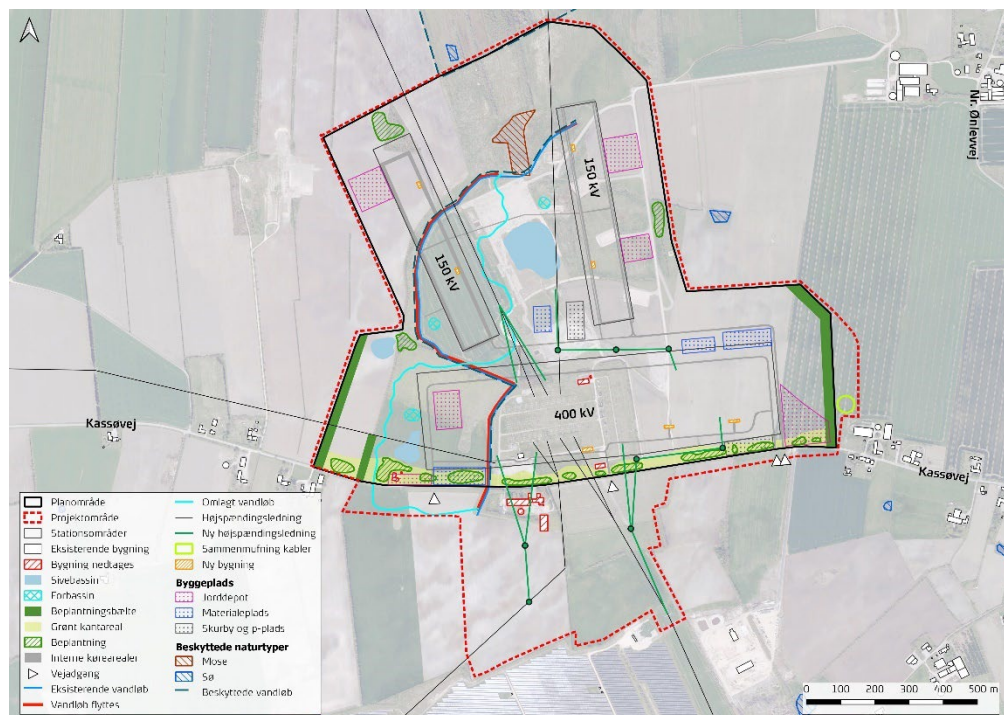 Nr. Ønlevvej
150 kV
150 kV
400 kV
Kassøvej
Kassøvej
Planområde
Projektområde
Stationsområder
Eksisterende bygning
Bygning nedtages
Sivebassin
Forbassin
Beplantningsbælte
Grønt kantareal
Beplantning
Interne kørearealer
Vejadgang
Eksisterende vandløb
Vandløb flyttes
Omlagt vandløb
Højspændingsledning
Ny højspændingsledning
Sammenmufning kabler
Ny bygning
Byggeplads
Jorddepot
Materialeplads
Skurby og p-plads
Beskyttede naturtyper
Mose
Sø
Beskyttede vandløb
0 100 200 300 400 500 m